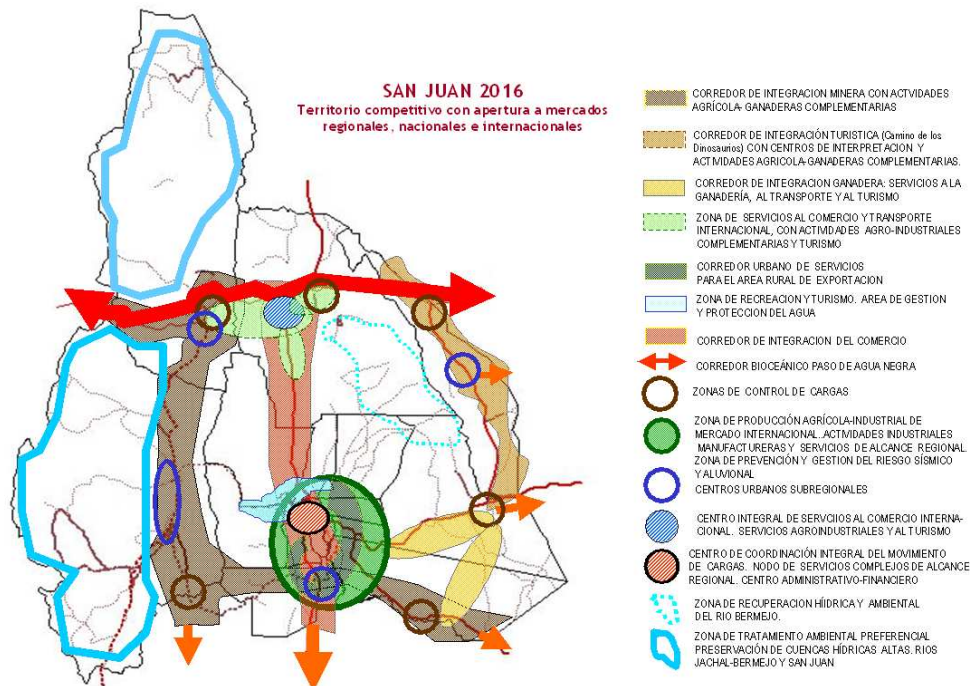 SAN JUAN 2016
Territorio competitivo con apertura a mercados
regionales, nacionales e internacionales
CORREDOR DE INTEGRACION MINERA CON ACTVIDADES
AGRÍCOLA- GANADERAS COMPLEMENTARIAS
CORREDOR DE INTEGRACIÓN TURISTICA (Camino de los
Dinosaurios) CON CENTROS DE INTERPRETACION Y
ACTIVIDADES AGRICOLA-GANADERAS COMPLEMENTARIAS.
CORREDOR DE INTEGRACION GANADERA: SERVICIOS A LA
GANADERÍA, AL TRANSPORTE Y AL TURISMO
ZONA DE SERVICIOS AL COMERCIO Y TRANSPORTE
INTERNACIONAL, CON ACTIVIDADES AGRO-INDUSTRIALES
COMPLEMENTARIAS Y TURISMO
CORREDOR URBANO DE SERVICIOS
PARA EL AREA RURAL DE EXPORTACION
ZONA DE RECREACION Y TURISMO. AREA DE GESTION
Y PROTECCION DEL AGUA
CORREDOR DE INTEGRACION DEL COMERCIO
CORREDOR BIOCEÁNICO PASO DE AGUA NEGRA
ZONAS DE CONTROL DE CARGAS
ZONA DE PRODUCCIÓN AGRÍCOLA-INDUSTRIAL DE
MERCADO INTERNACIONAL. ACTIVIDADES INDUSTRIALES
MANUFACTURERAS Y SERVICIOS DE ALCANCE REGIONAL.
ZONA DE PREVENCIÓN Y GESTION DEL RIESGO SÍSMICO
Y ALUVIONAL
CENTROS URBANOS SUBREGIONALES
CENTRO INTEGRAL DE SERVCIIOS AL COMERCIO INTERNA-
CIONAL. SERVICIOS AGROINDUSTRIALES Y AL TURISMO
CENTRO DE COORDINACIÓN INTEGRAL DEL MOVIMIENTO
DE CARGAS. NODO DE SERVICIOS COMPLEJOS DE ALCANCE
REGIONAL. CENTRO ADMINISTRATIVO-FINANCIERO
ZONA DE RECUPERACION HÍIDRICA Y AMBIENTAL
DEL RIO BERMEJO.
ZONA DE TRATAMIENTO AMBIENTAL PREFERENCIAL
PRESERVACIÓN DE CUENCAS HÍDRICAS ALTAS. RIOS
JACHAL-BERMEJO Y SAN JUAN